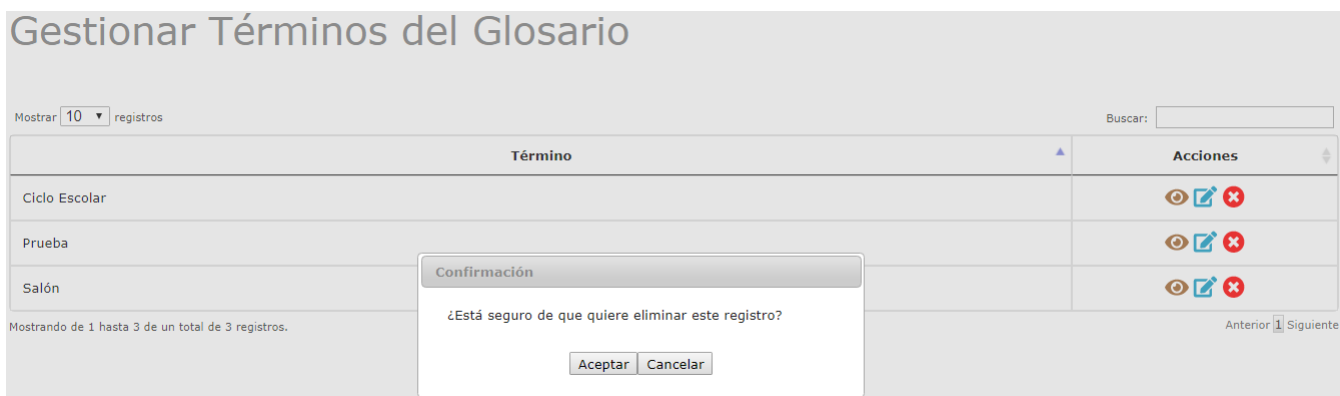 Gestionar Términos del Glosario
Mostrar 10 registros
Buscar:
Término
Acciones
Ciclo Escolar
Prueba
Salón
Confirmación
¿Está seguro de que quiere eliminar este registro?
Aceptar Cancelar
Mostrando de 1 hasta 3 de un total de 3 registros.
Anterior 1 Siguiente